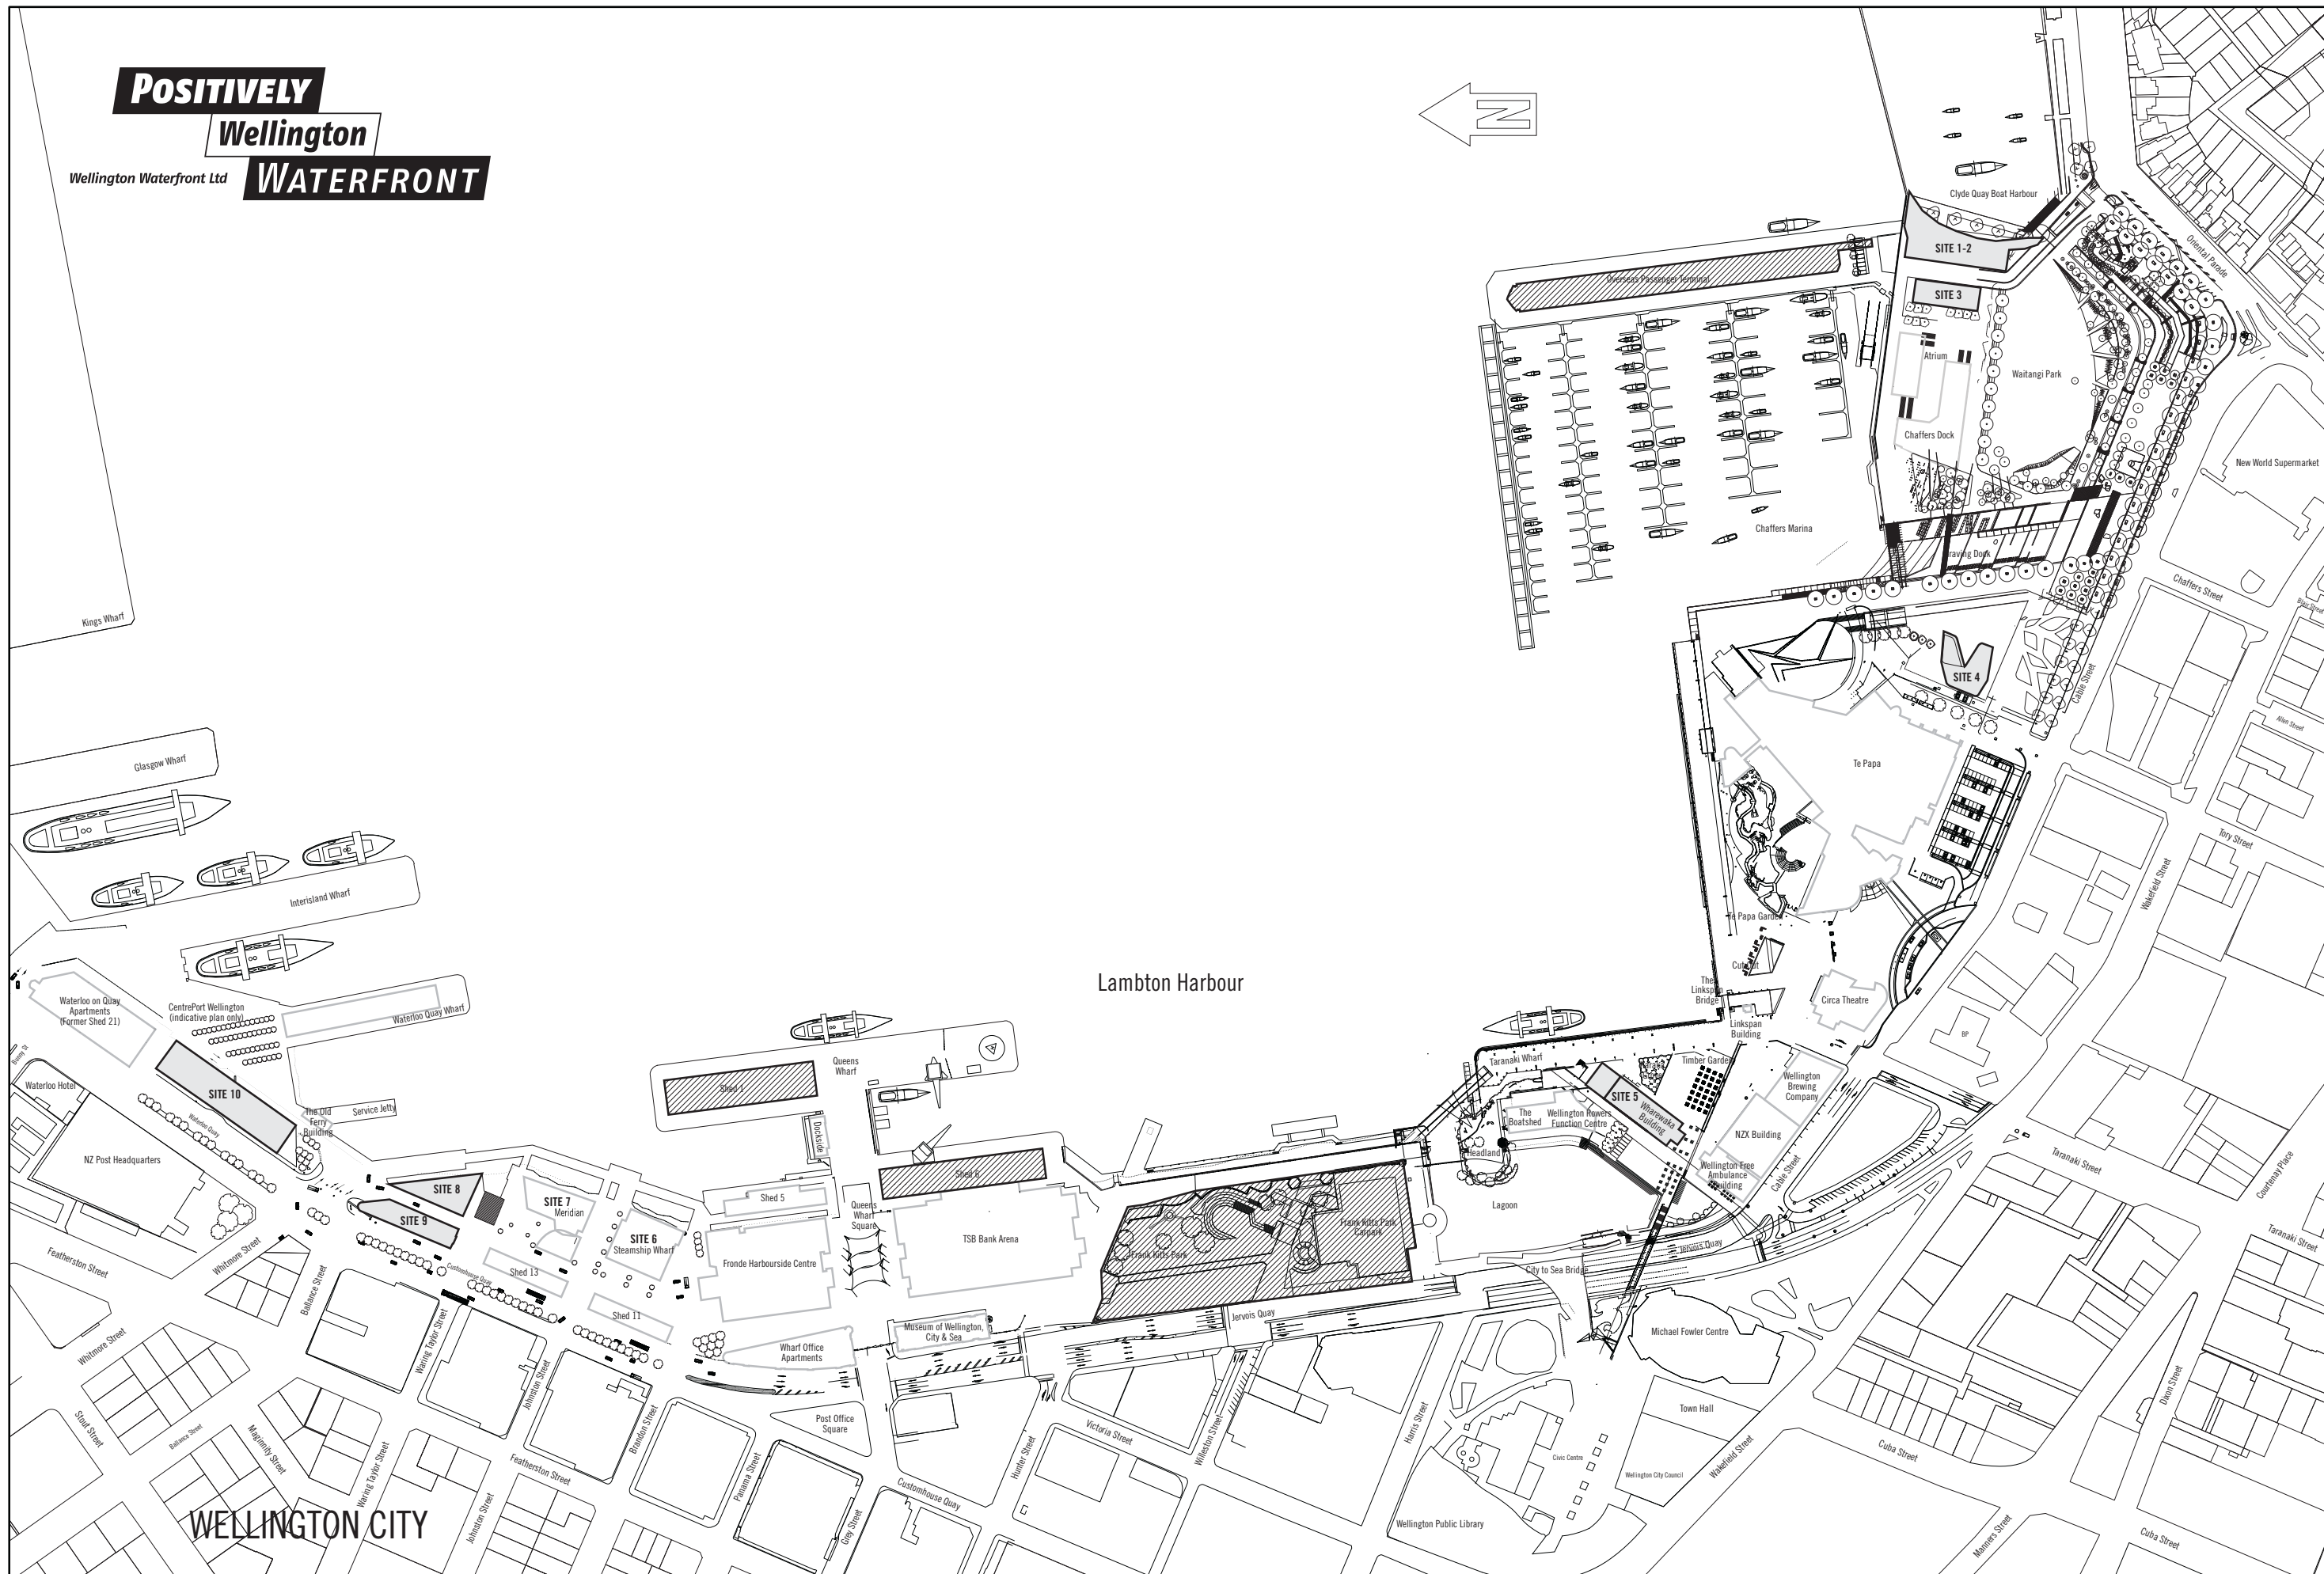 POSITIVELY
Wellington
Wellington Waterfront Ltd
WATERFRONT
N
Clyde Quay Boat Harbour
SITE 1-2
Oriental Parade
Overseas Passenger Terminal
SITE 3
Atrium
Waitangi Park
Chaffers Dock
New World Supermarket
Chaffers Marina
Graving Dock
Chaffers Street
Blair Street
Kings Wharf
SITE 4
Cable Street
Allen Street
Glasgow Wharf
Te Papa
Tory Street
Wakefield Street
Interisland Wharf
Te Papa Garden
Cut Out
Lambton Harbour
The
Linkspan
Bridge
Circa Theatre
Waterloo on Quay
Apartments
(Former Shed 21)
CentrePort Wellington
(indicative plan only)
Waterloo Quay Wharf
Linkspan
Building
BP
Bunny St
Queens
Wharf
Taranaki Wharf
Timber Garden
Waterloo Hotel
Shed 1
SITE 10
Wellington
Brewing
Company
SITE 5
Wharewaka
Building
The Old
Ferry
Building
Service Jetty
Waterloo Quay
Dockside
The
Boatshed
Wellington Rowers
Function Centre
NZX Building
NZ Post Headquarters
Headland
Taranaki Street
Courtenay Place
Shed 6
Wellington Free
Ambulance
Building
Cable Street
SITE 8
SITE 7
Meridian
Shed 5
Lagoon
SITE 9
Queens
Wharf
Square
Frank Kitts Park
Carpark
Taranaki Street
SITE 6
Steamship Wharf
TSB Bank Arena
Frank Kitts Park
Jervois Quay
Featherston Street
Whitmore Street
Fronde Harbourside Centre
City to Sea Bridge
Customhouse Quay
Shed 13
Ballance Street
Shed 11
Jervois Quay
Museum of Wellington,
City & Sea
Michael Fowler Centre
Whitmore Street
Waring Taylor Street
Wharf Office
Apartments
Johnston Street
Dixon Street
Stout Street
Ballance Street
Maginnity Street
Brandon Street
Post Office
Square
Victoria Street
Harris Street
Town Hall
Willeston Street
Hunter Street
Waring Taylor Street
Featherston Street
Panama Street
Civic Centre
Wakefield Street
Cuba Street
Wellington City Council
Customhouse Quay
WELLINGTON CITY
Johnston Street
Grey Street
Wellington Public Library
Manners Street
Cuba Street